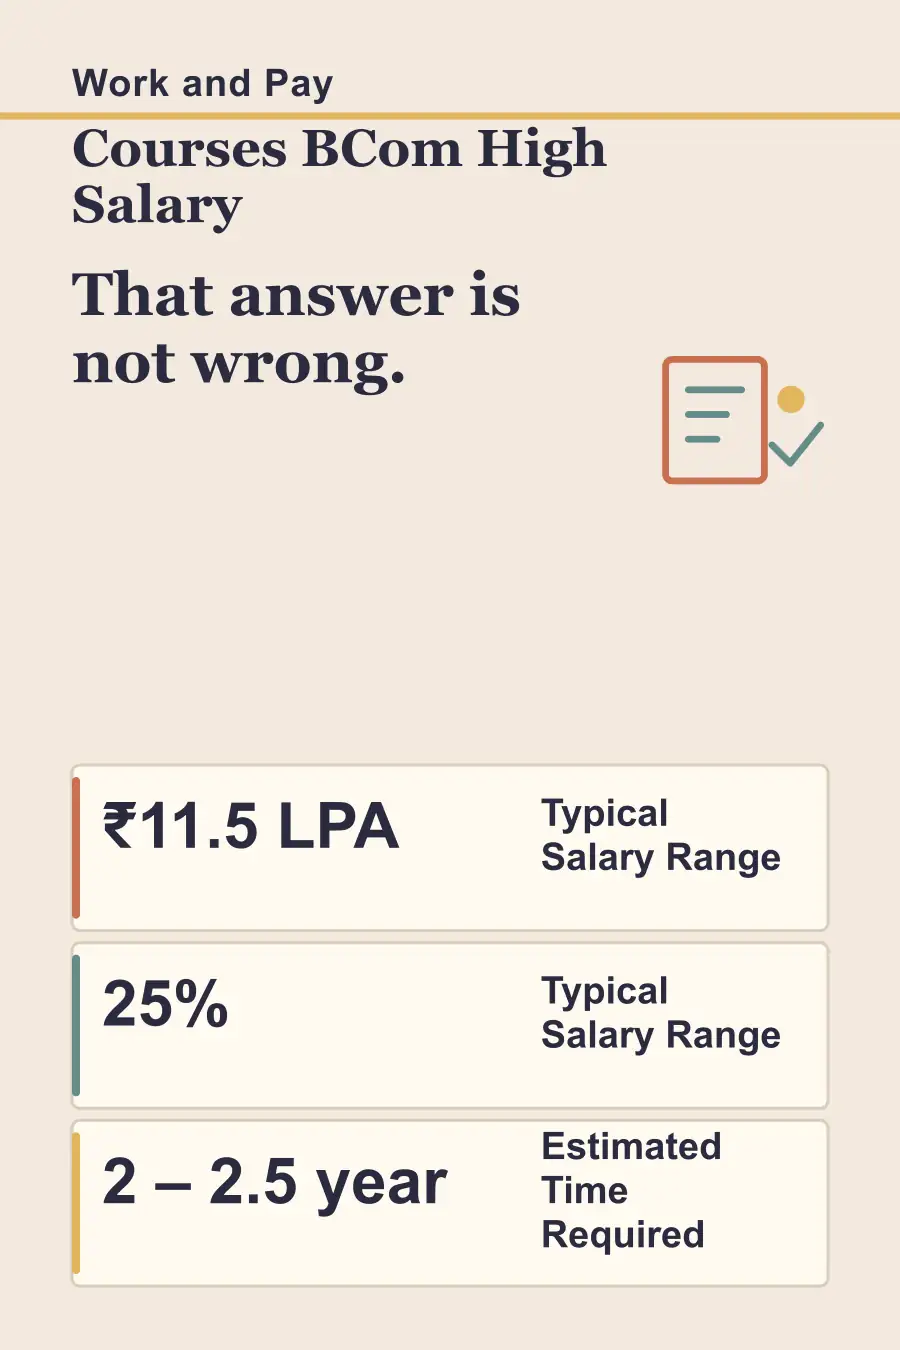 Work and Pay
Courses BCom High
Salary
That answer is
not wrong.
₹11.5 LPA
Typical
Salary Range
25%
Typical
Salary Range
2 – 2.5 year
Estimated
Time
Required